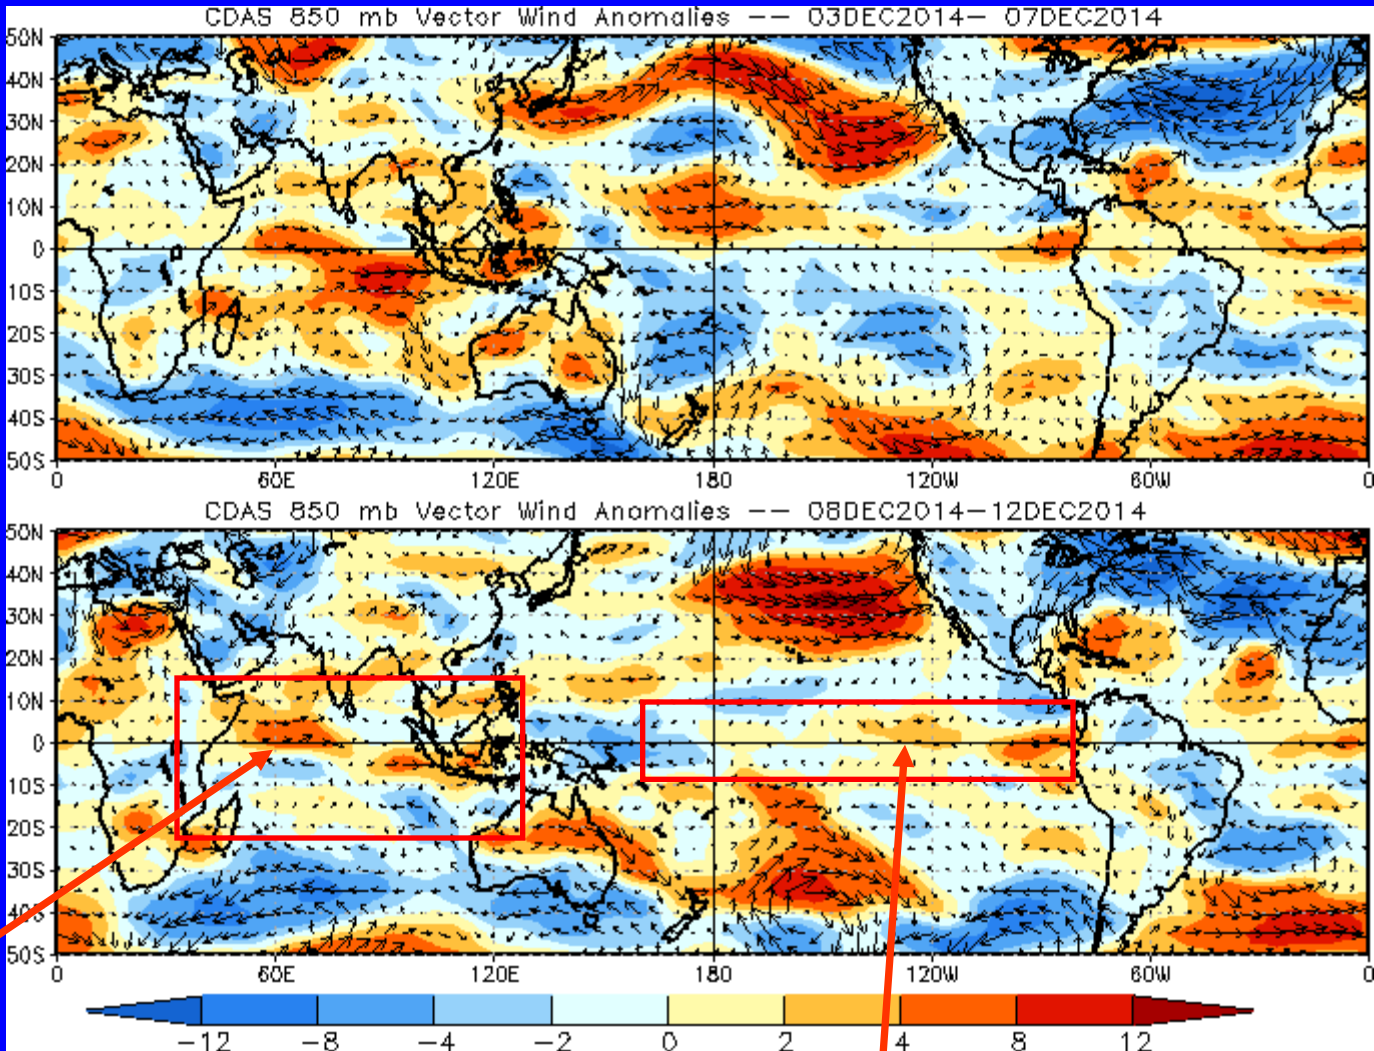 CDAS 850 mb Vector Wind Anomalies -- 03DEC2014- 07DEC2014
50N
40N
30N
20N
10N
0
10S
20S
30S
40S
50S
0 60E 120E 180 120W 60W 0
CDAS 850 mb Vector Wind Anomalies -- 08DEC2014-12DEC2014
50N
40N
30N
20N
10N
0
10S
20S
30S
40S
50S
0 60E 120E 180 120W 60W 0
-12 -8 -4 -2 0 2 4 8 12